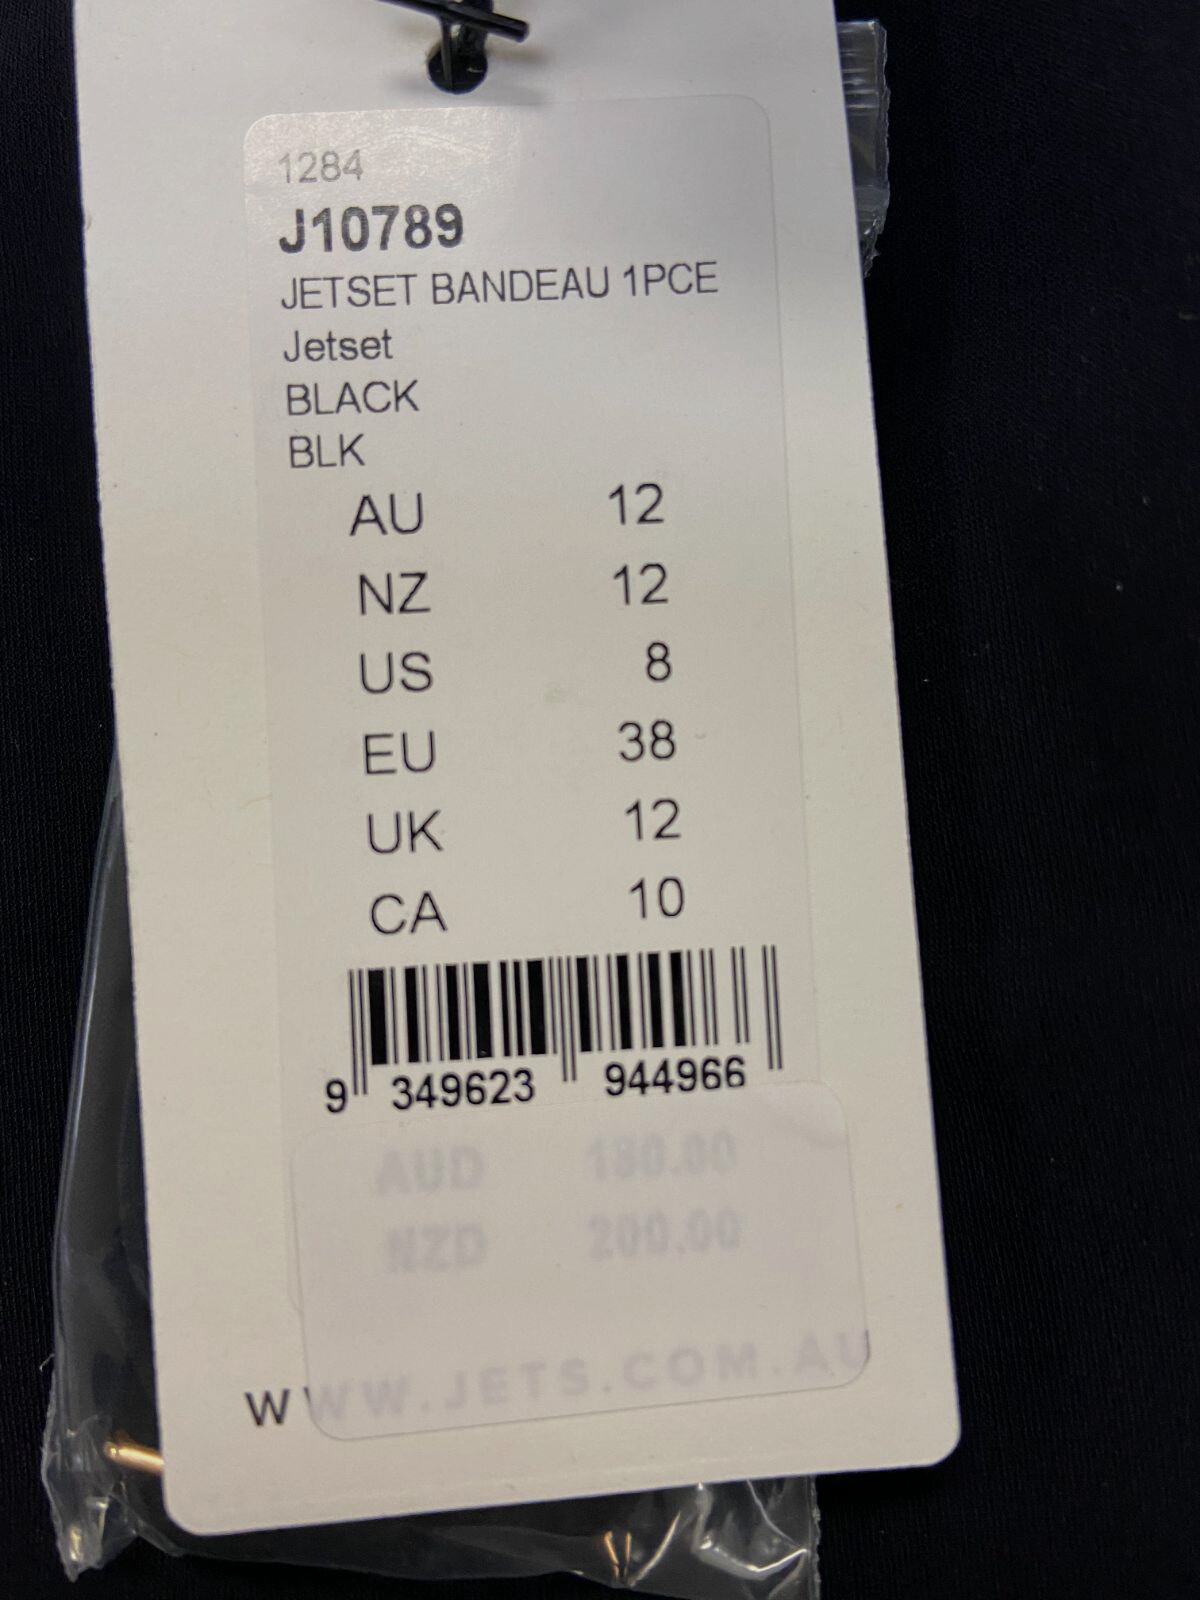 1284
J10789
JETSET BANDEAU 1PCE
Jetset
BLACK
BLK
AU 12
NZ 12
US 8
EU 38
UK 12
CA 10
9 349623 944966
AUD 180.00
NZD 200.00
WWW.JETS.COM.AU